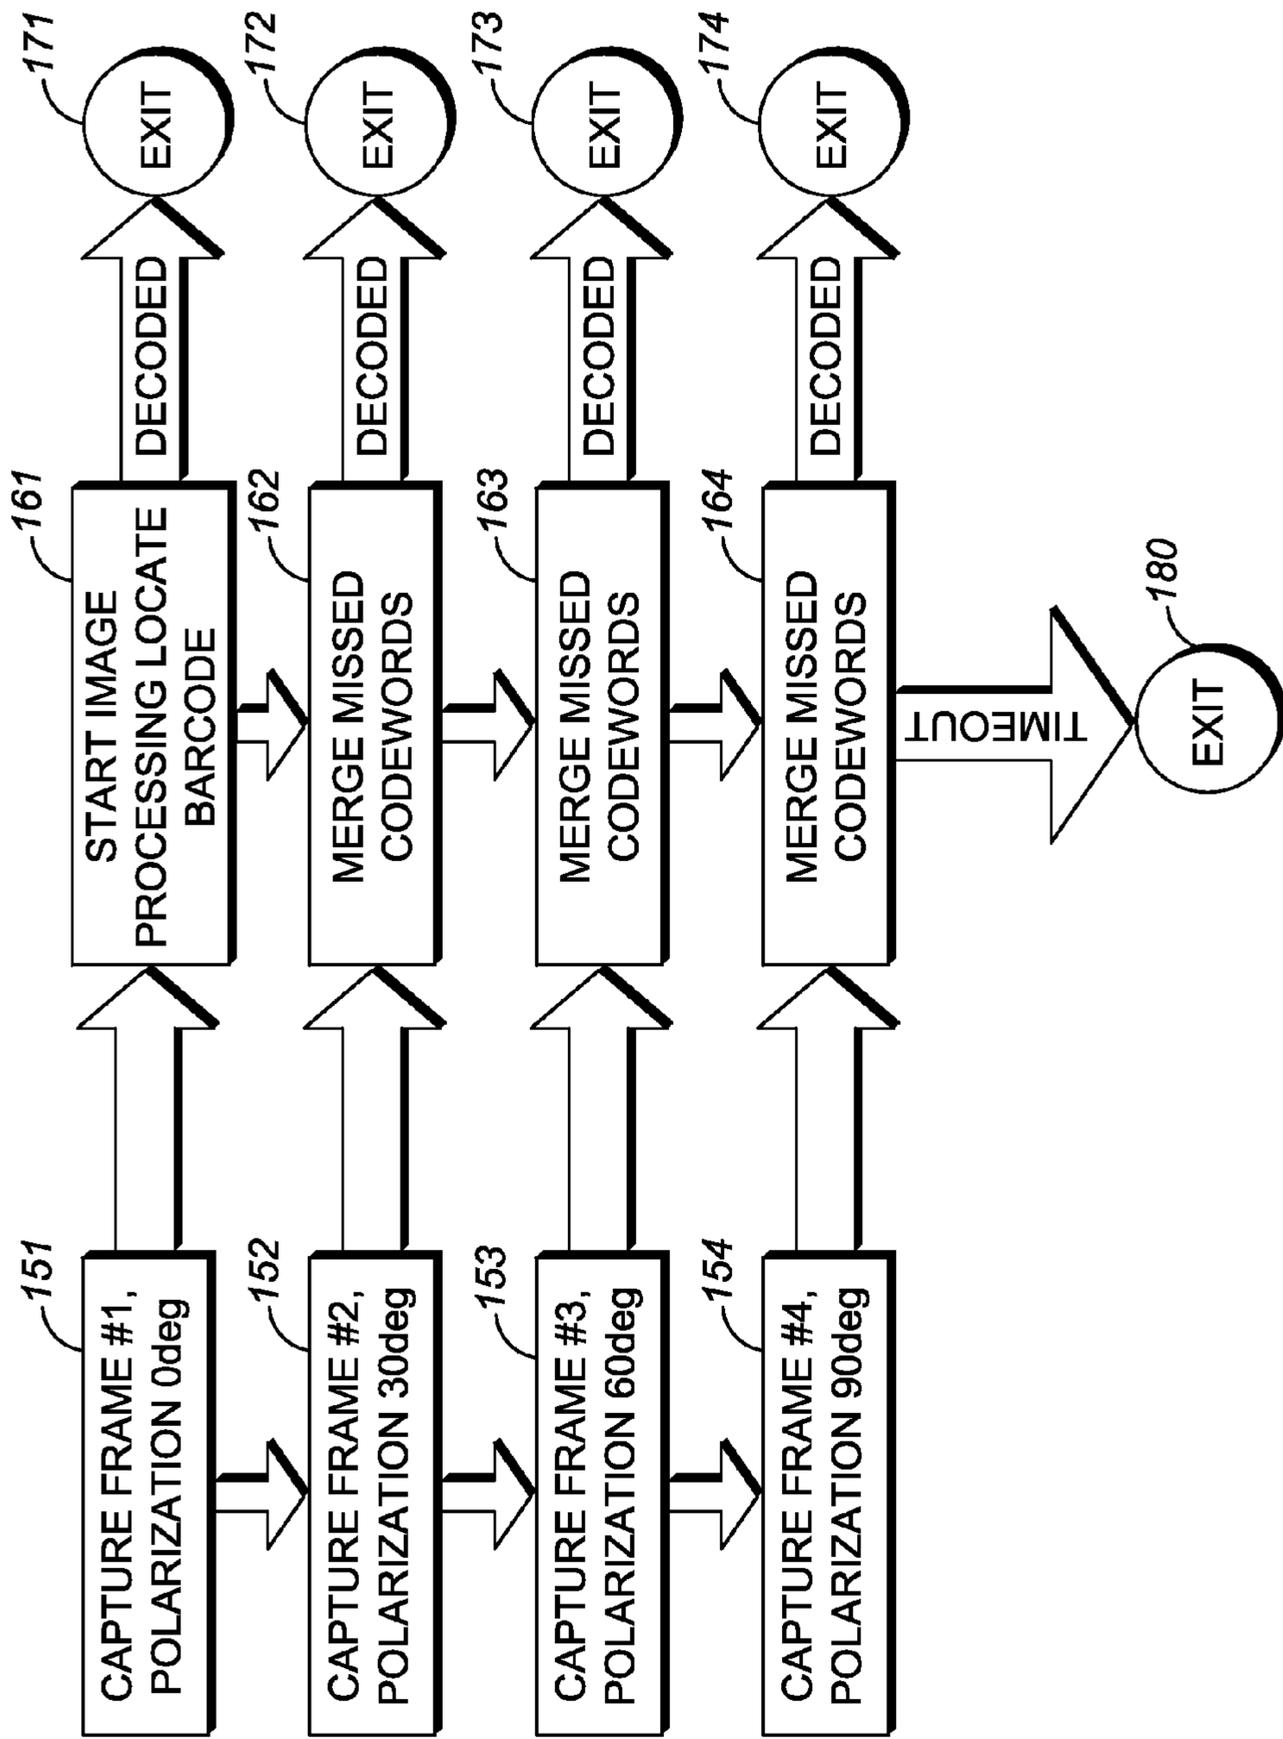 151
CAPTURE FRAME #1,
POLARIZATION 0deg
161
START IMAGE
PROCESSING LOCATE
BARCODE
DECODED
171
EXIT
152
CAPTURE FRAME #2,
POLARIZATION 30deg
162
MERGE MISSED
CODEWORDS
DECODED
172
EXIT
153
CAPTURE FRAME #3,
POLARIZATION 60deg
163
MERGE MISSED
CODEWORDS
DECODED
173
EXIT
154
CAPTURE FRAME #4,
POLARIZATION 90deg
164
MERGE MISSED
CODEWORDS
DECODED
174
EXIT
TIMEOUT
180
EXIT